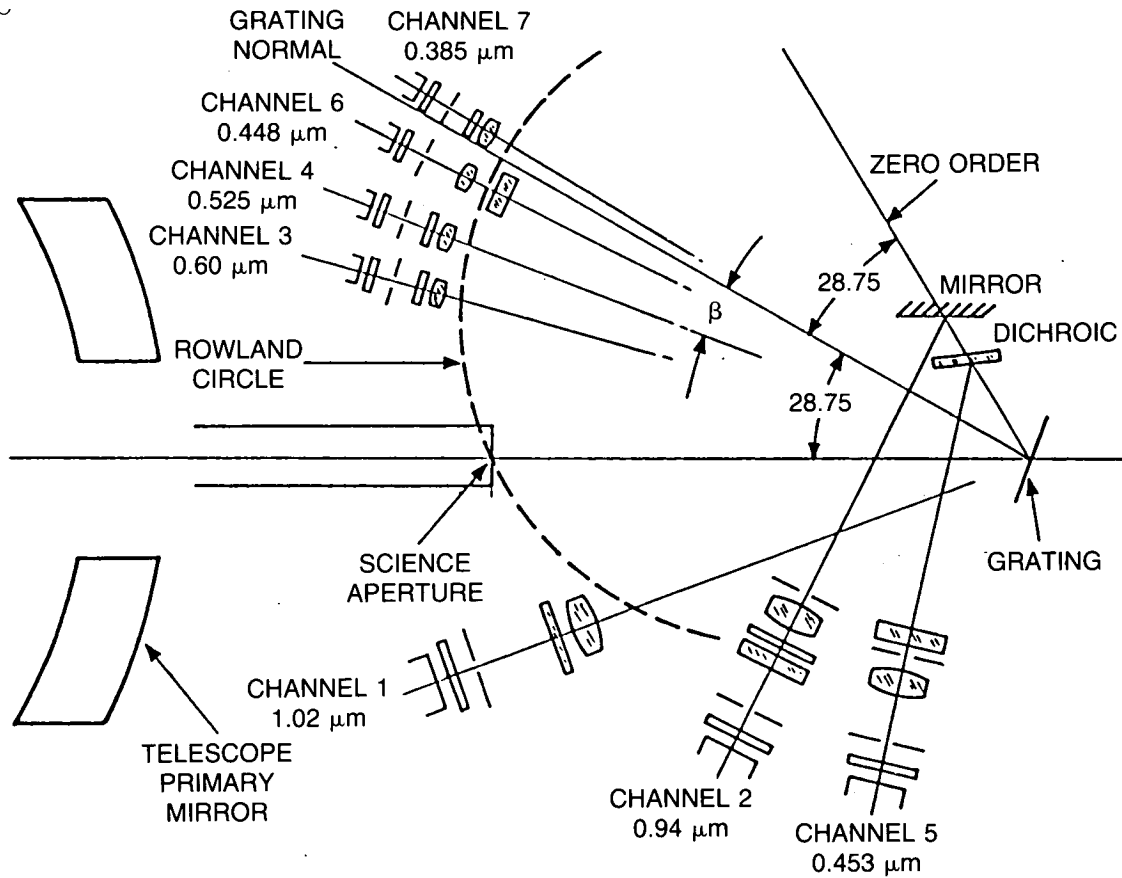 GRATING
NORMAL
CHANNEL 7
0.385 μm
CHANNEL 6
0.448 μm
CHANNEL 4
0.525 μm
CHANNEL 3
0.60 μm
ZERO ORDER
28.75
MIRROR
β
DICHROIC
ROWLAND
CIRCLE
28.75
SCIENCE
APERTURE
GRATING
CHANNEL 1
1.02 μm
TELESCOPE
PRIMARY
MIRROR
CHANNEL 2
0.94 μm
CHANNEL 5
0.453 μm